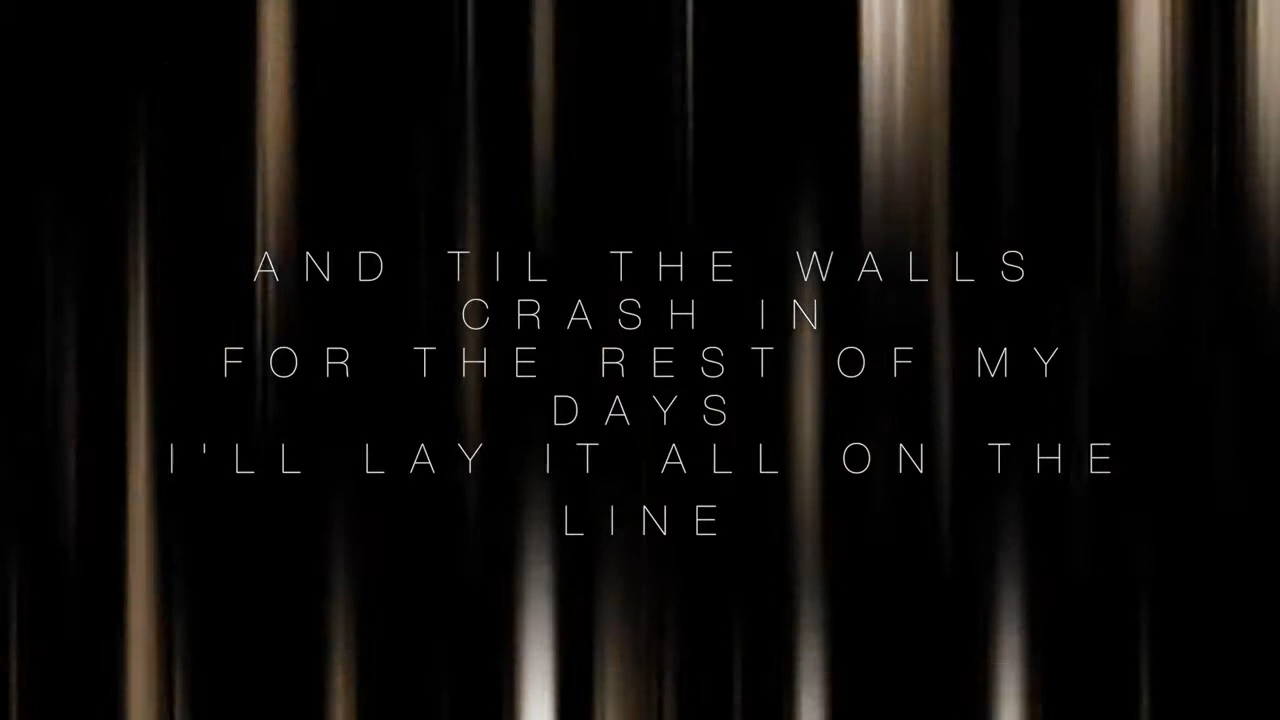 AND TIL THE WALLS
CRASH IN
FOR THE REST OF MY
DAYS
I'LL LAY IT ALL ON THE
LINE